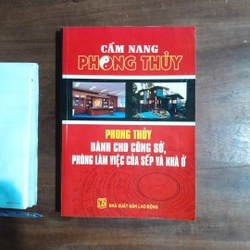 CẨM NANG
PHONG THỦY
PHONG THỦY
DÀNH CHO CÔNG SỞ,
PHÒNG LÀM VIỆC CỦA SẾP VÀ NHÀ Ở
NHÀ XUẤT BẢN LAO ĐỘNG